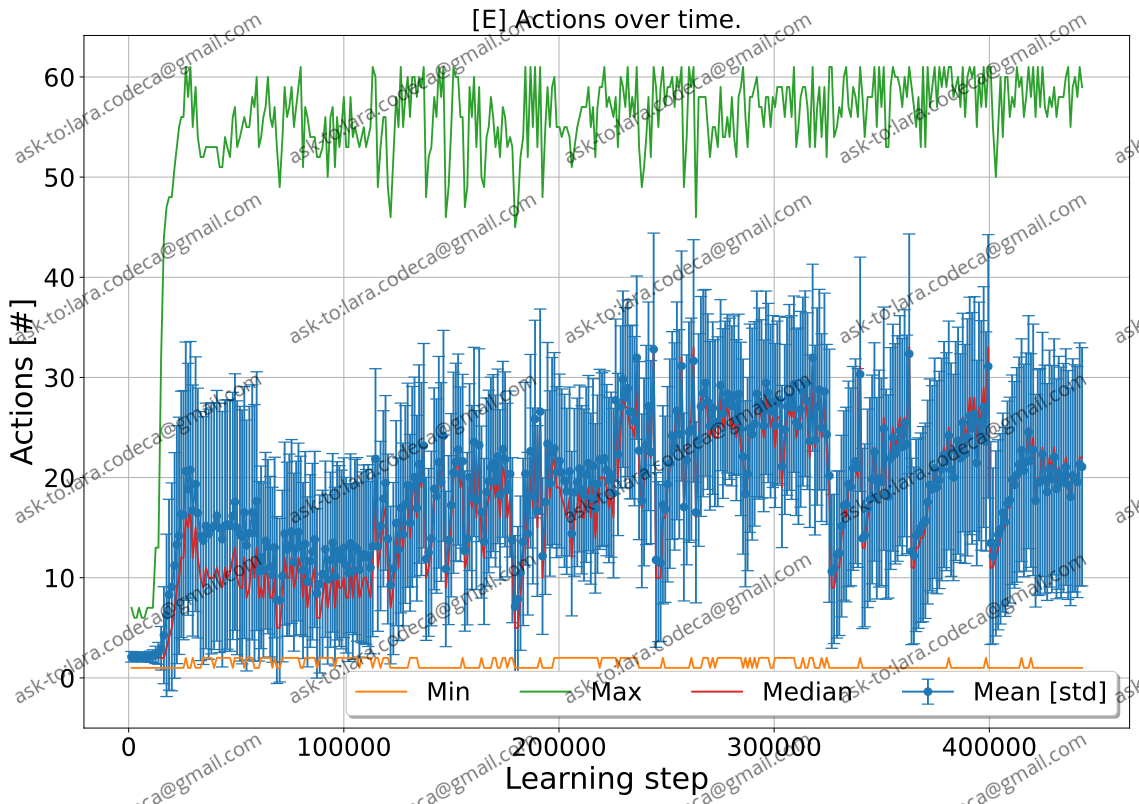 [E] Actions over time.
Actions [#]
60
50
40
30
20
10
0
0 100000 200000 300000 400000
Learning step
Min Max Median Mean [std]
ask-to:lara.codeca@gmail.com